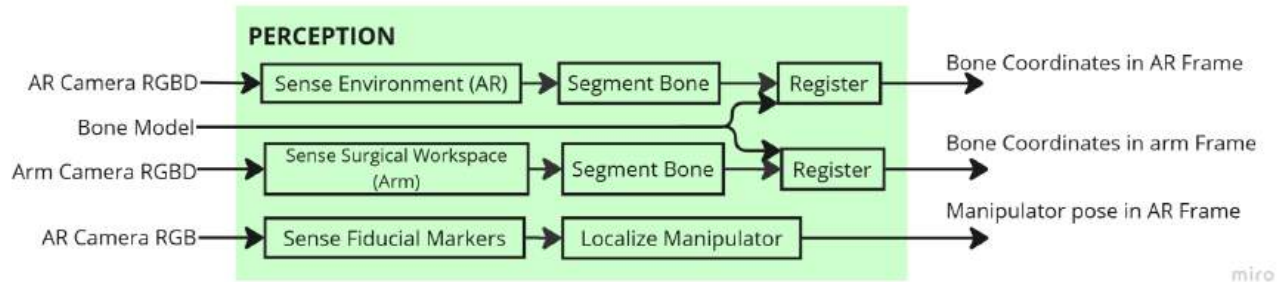 PERCEPTION
AR Camera RGBD
Sense Environment (AR)
Segment Bone
Register
Bone Coordinates in AR Frame
Bone Model
Arm Camera RGBD
Sense Surgical Workspace
(Arm)
Segment Bone
Register
Bone Coordinates in arm Frame
AR Camera RGB
Sense Fiducial Markers
Localize Manipulator
Manipulator pose in AR Frame
miro